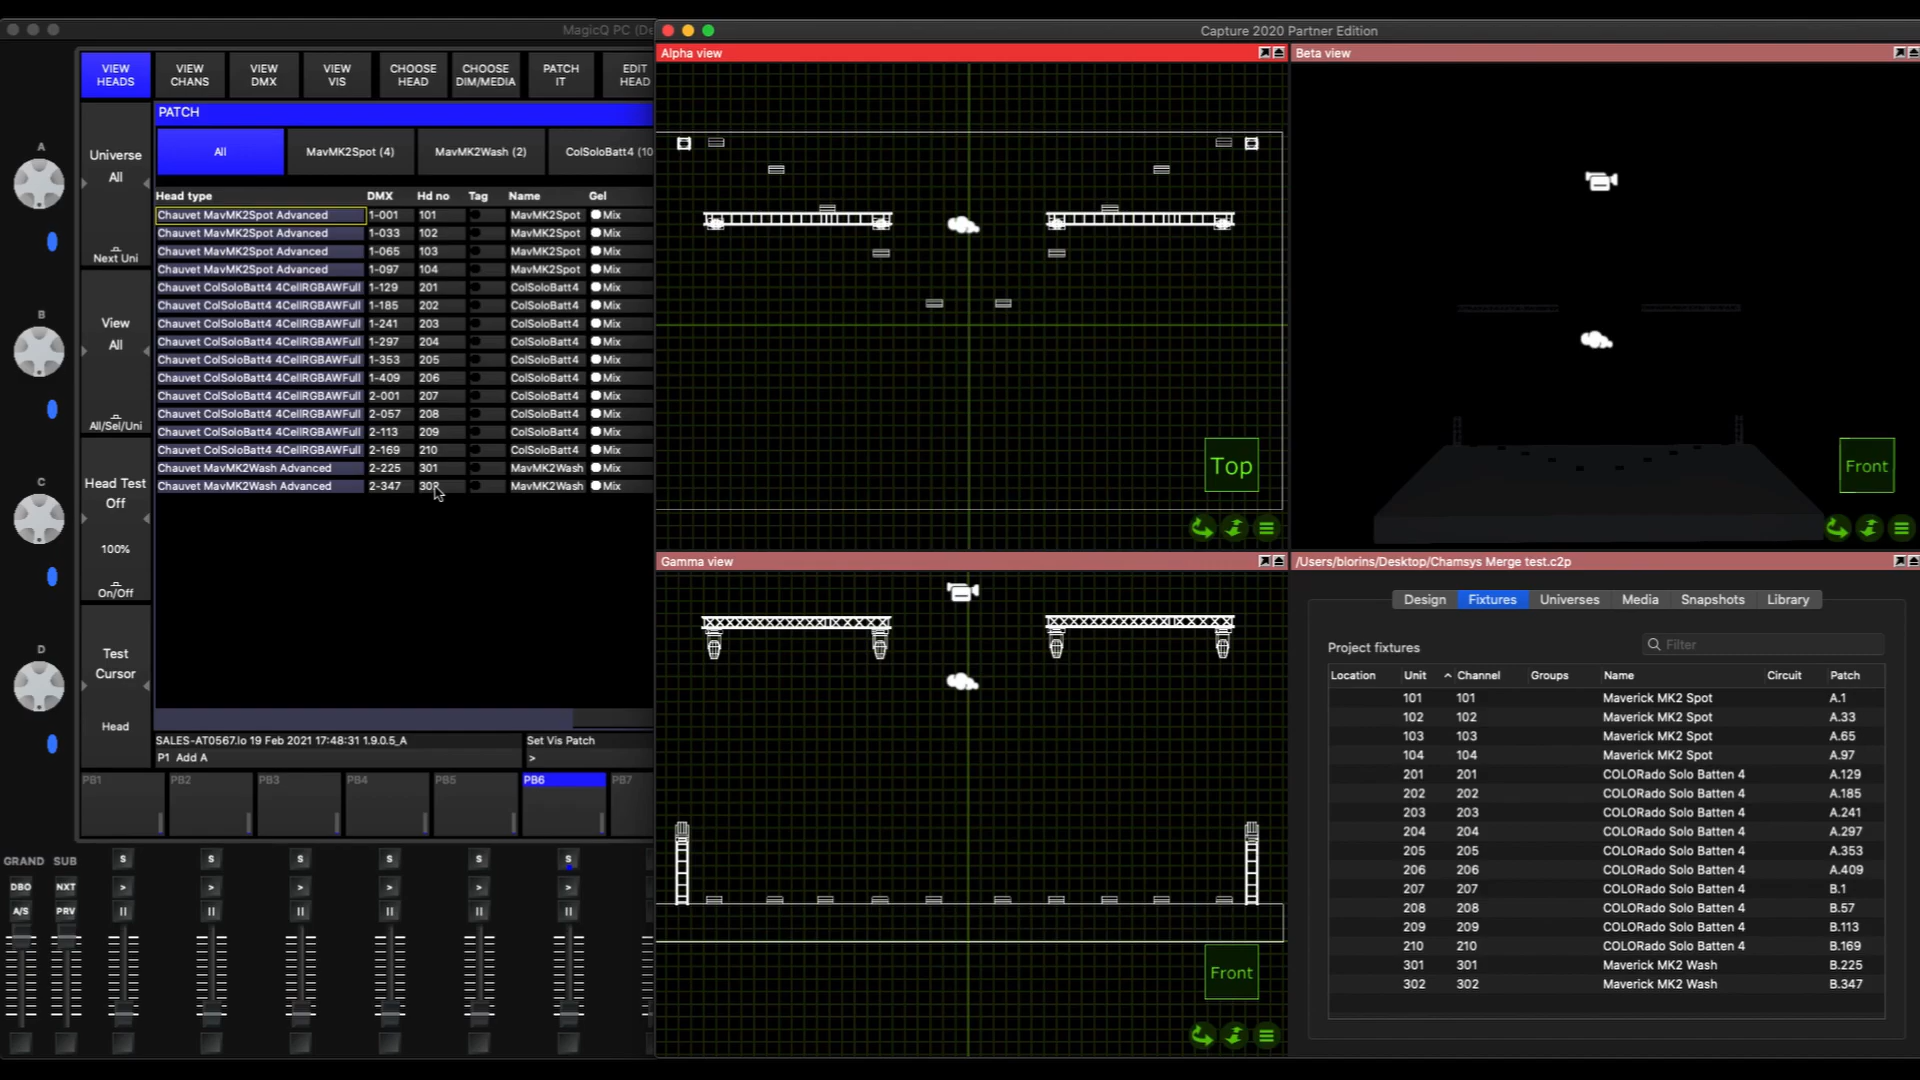 MagicQ PC (De
VIEW HEADS
VIEW CHANS
VIEW DMX
VIEW VIS
CHOOSE HEAD
CHOOSE DIM/MEDIA
PATCH IT
EDIT HEAD
PATCH
All
MavMK2Spot (4)
MavMK2Wash (2)
ColSoloBatt4 (10
Head type DMX Hd no Tag Name Gel
Chauvet MavMK2Spot Advanced 1-001 101 MavMK2Spot Mix
Chauvet MavMK2Spot Advanced 1-033 102 MavMK2Spot Mix
Chauvet MavMK2Spot Advanced 1-065 103 MavMK2Spot Mix
Chauvet MavMK2Spot Advanced 1-097 104 MavMK2Spot Mix
Chauvet ColSoloBatt4 4CellRGBAWFull 1-129 201 ColSoloBatt4 Mix
Chauvet ColSoloBatt4 4CellRGBAWFull 1-185 202 ColSoloBatt4 Mix
Chauvet ColSoloBatt4 4CellRGBAWFull 1-241 203 ColSoloBatt4 Mix
Chauvet ColSoloBatt4 4CellRGBAWFull 1-297 204 ColSoloBatt4 Mix
Chauvet ColSoloBatt4 4CellRGBAWFull 1-353 205 ColSoloBatt4 Mix
Chauvet ColSoloBatt4 4CellRGBAWFull 1-409 206 ColSoloBatt4 Mix
Chauvet ColSoloBatt4 4CellRGBAWFull 2-001 207 ColSoloBatt4 Mix
Chauvet ColSoloBatt4 4CellRGBAWFull 2-057 208 ColSoloBatt4 Mix
Chauvet ColSoloBatt4 4CellRGBAWFull 2-113 209 ColSoloBatt4 Mix
Chauvet ColSoloBatt4 4CellRGBAWFull 2-169 210 ColSoloBatt4 Mix
Chauvet MavMK2Wash Advanced 2-225 301 MavMK2Wash Mix
Chauvet MavMK2Wash Advanced 2-347 302 MavMK2Wash Mix
A
Universe
All
Next Uni
B
View
All
All/Sel/Uni
C
Head Test
Off
100%
On/Off
D
Test
Cursor
Head
SALES-AT0567.lo 19 Feb 2021 17:48:31 1.9.0.5_A
Set Vis Patch
P1 Add A
>
PB1 PB2 PB3 PB4 PB5 PB6 PB7
GRAND SUB S S S S S S
DBO NXT > > > > > >
A/S PRV
Capture 2020 Partner Edition
Alpha view
Top
Beta view
Front
Gamma view
Front
/Users/blorins/Desktop/Chamsys Merge test.c2p
Design Fixtures Universes Media Snapshots Library
Project fixtures
Filter
Location Unit Channel Groups Name Circuit Patch
101 101 Maverick MK2 Spot A.1
102 102 Maverick MK2 Spot A.33
103 103 Maverick MK2 Spot A.65
104 104 Maverick MK2 Spot A.97
201 201 COLORado Solo Batten 4 A.129
202 202 COLORado Solo Batten 4 A.185
203 203 COLORado Solo Batten 4 A.241
204 204 COLORado Solo Batten 4 A.297
205 205 COLORado Solo Batten 4 A.353
206 206 COLORado Solo Batten 4 A.409
207 207 COLORado Solo Batten 4 B.1
208 208 COLORado Solo Batten 4 B.57
209 209 COLORado Solo Batten 4 B.113
210 210 COLORado Solo Batten 4 B.169
301 301 Maverick MK2 Wash B.225
302 302 Maverick MK2 Wash B.347